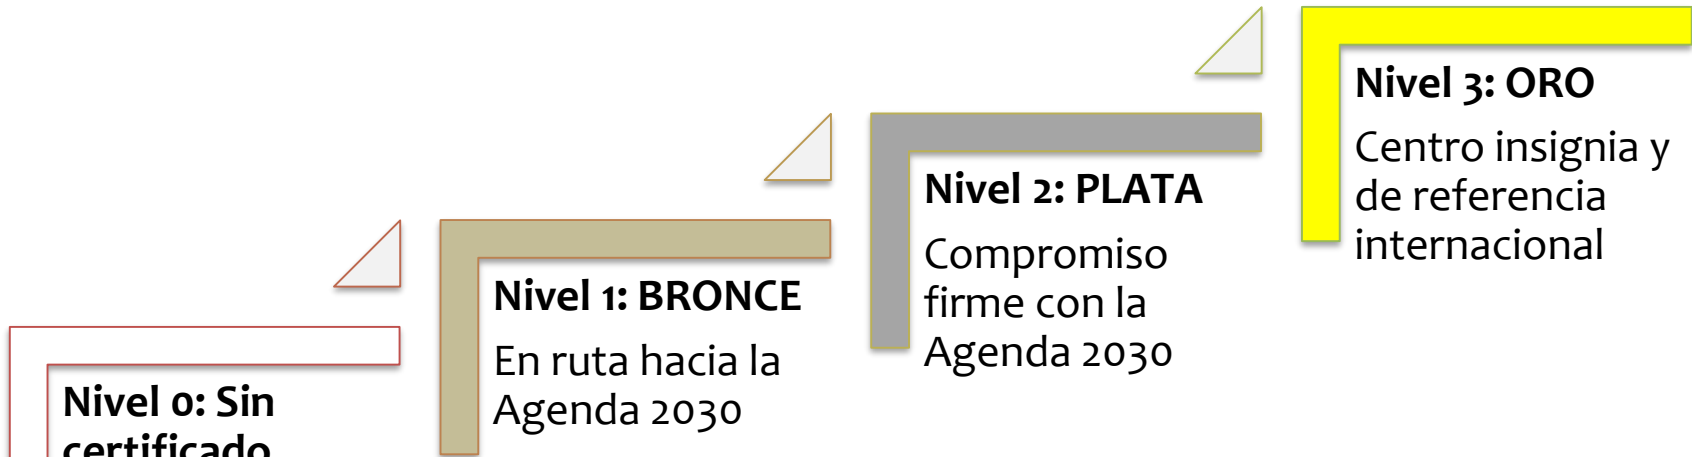 Nivel 0: Sin
certificado
Nivel 1: BRONCE
En ruta hacia la
Agenda 2030
Nivel 2: PLATA
Compromiso
firme con la
Agenda 2030
Nivel 3: ORO
Centro insignia y
de referencia
internacional